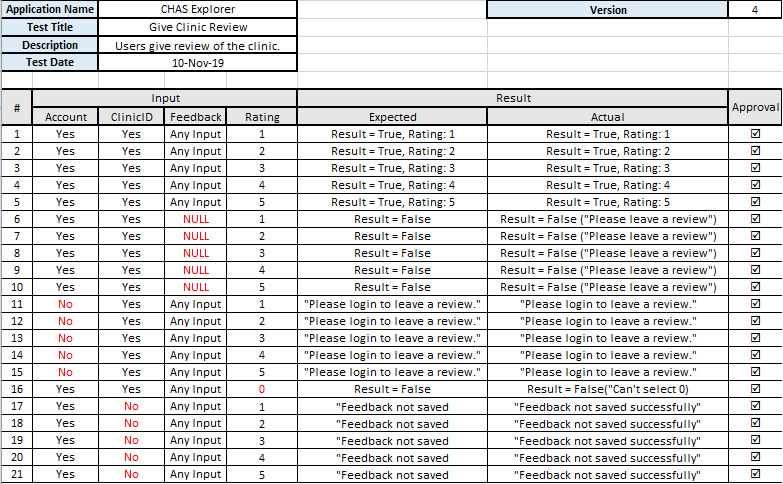 Application Name CHAS Explorer Version 4
Test Title Give Clinic Review
Description Users give review of the clinic.
Test Date 10-Nov-19
# Input Result Approval
Account ClinicID Feedback Rating Expected Actual
1 Yes Yes Any Input 1 Result = True, Rating: 1 Result = True, Rating: 1 ☑
2 Yes Yes Any Input 2 Result = True, Rating: 2 Result = True, Rating: 2 ☑
3 Yes Yes Any Input 3 Result = True, Rating: 3 Result = True, Rating: 3 ☑
4 Yes Yes Any Input 4 Result = True, Rating: 4 Result = True, Rating: 4 ☑
5 Yes Yes Any Input 5 Result = True, Rating: 5 Result = True, Rating: 5 ☑
6 Yes Yes NULL 1 Result = False Result = False ("Please leave a review") ☑
7 Yes Yes NULL 2 Result = False Result = False ("Please leave a review") ☑
8 Yes Yes NULL 3 Result = False Result = False ("Please leave a review") ☑
9 Yes Yes NULL 4 Result = False Result = False ("Please leave a review") ☑
10 Yes Yes NULL 5 Result = False Result = False ("Please leave a review") ☑
11 No Yes Any Input 1 "Please login to leave a review." "Please login to leave a review." ☑
12 No Yes Any Input 2 "Please login to leave a review." "Please login to leave a review." ☑
13 No Yes Any Input 3 "Please login to leave a review." "Please login to leave a review." ☑
14 No Yes Any Input 4 "Please login to leave a review." "Please login to leave a review." ☑
15 No Yes Any Input 5 "Please login to leave a review." "Please login to leave a review." ☑
16 Yes Yes Any Input 0 Result = False Result = False("Can't select 0) ☑
17 Yes No Any Input 1 "Feedback not saved "Feedback not saved successfully" ☑
18 Yes No Any Input 2 "Feedback not saved "Feedback not saved successfully" ☑
19 Yes No Any Input 3 "Feedback not saved "Feedback not saved successfully" ☑
20 Yes No Any Input 4 "Feedback not saved "Feedback not saved successfully" ☑
21 Yes No Any Input 5 "Feedback not saved "Feedback not saved successfully" ☑